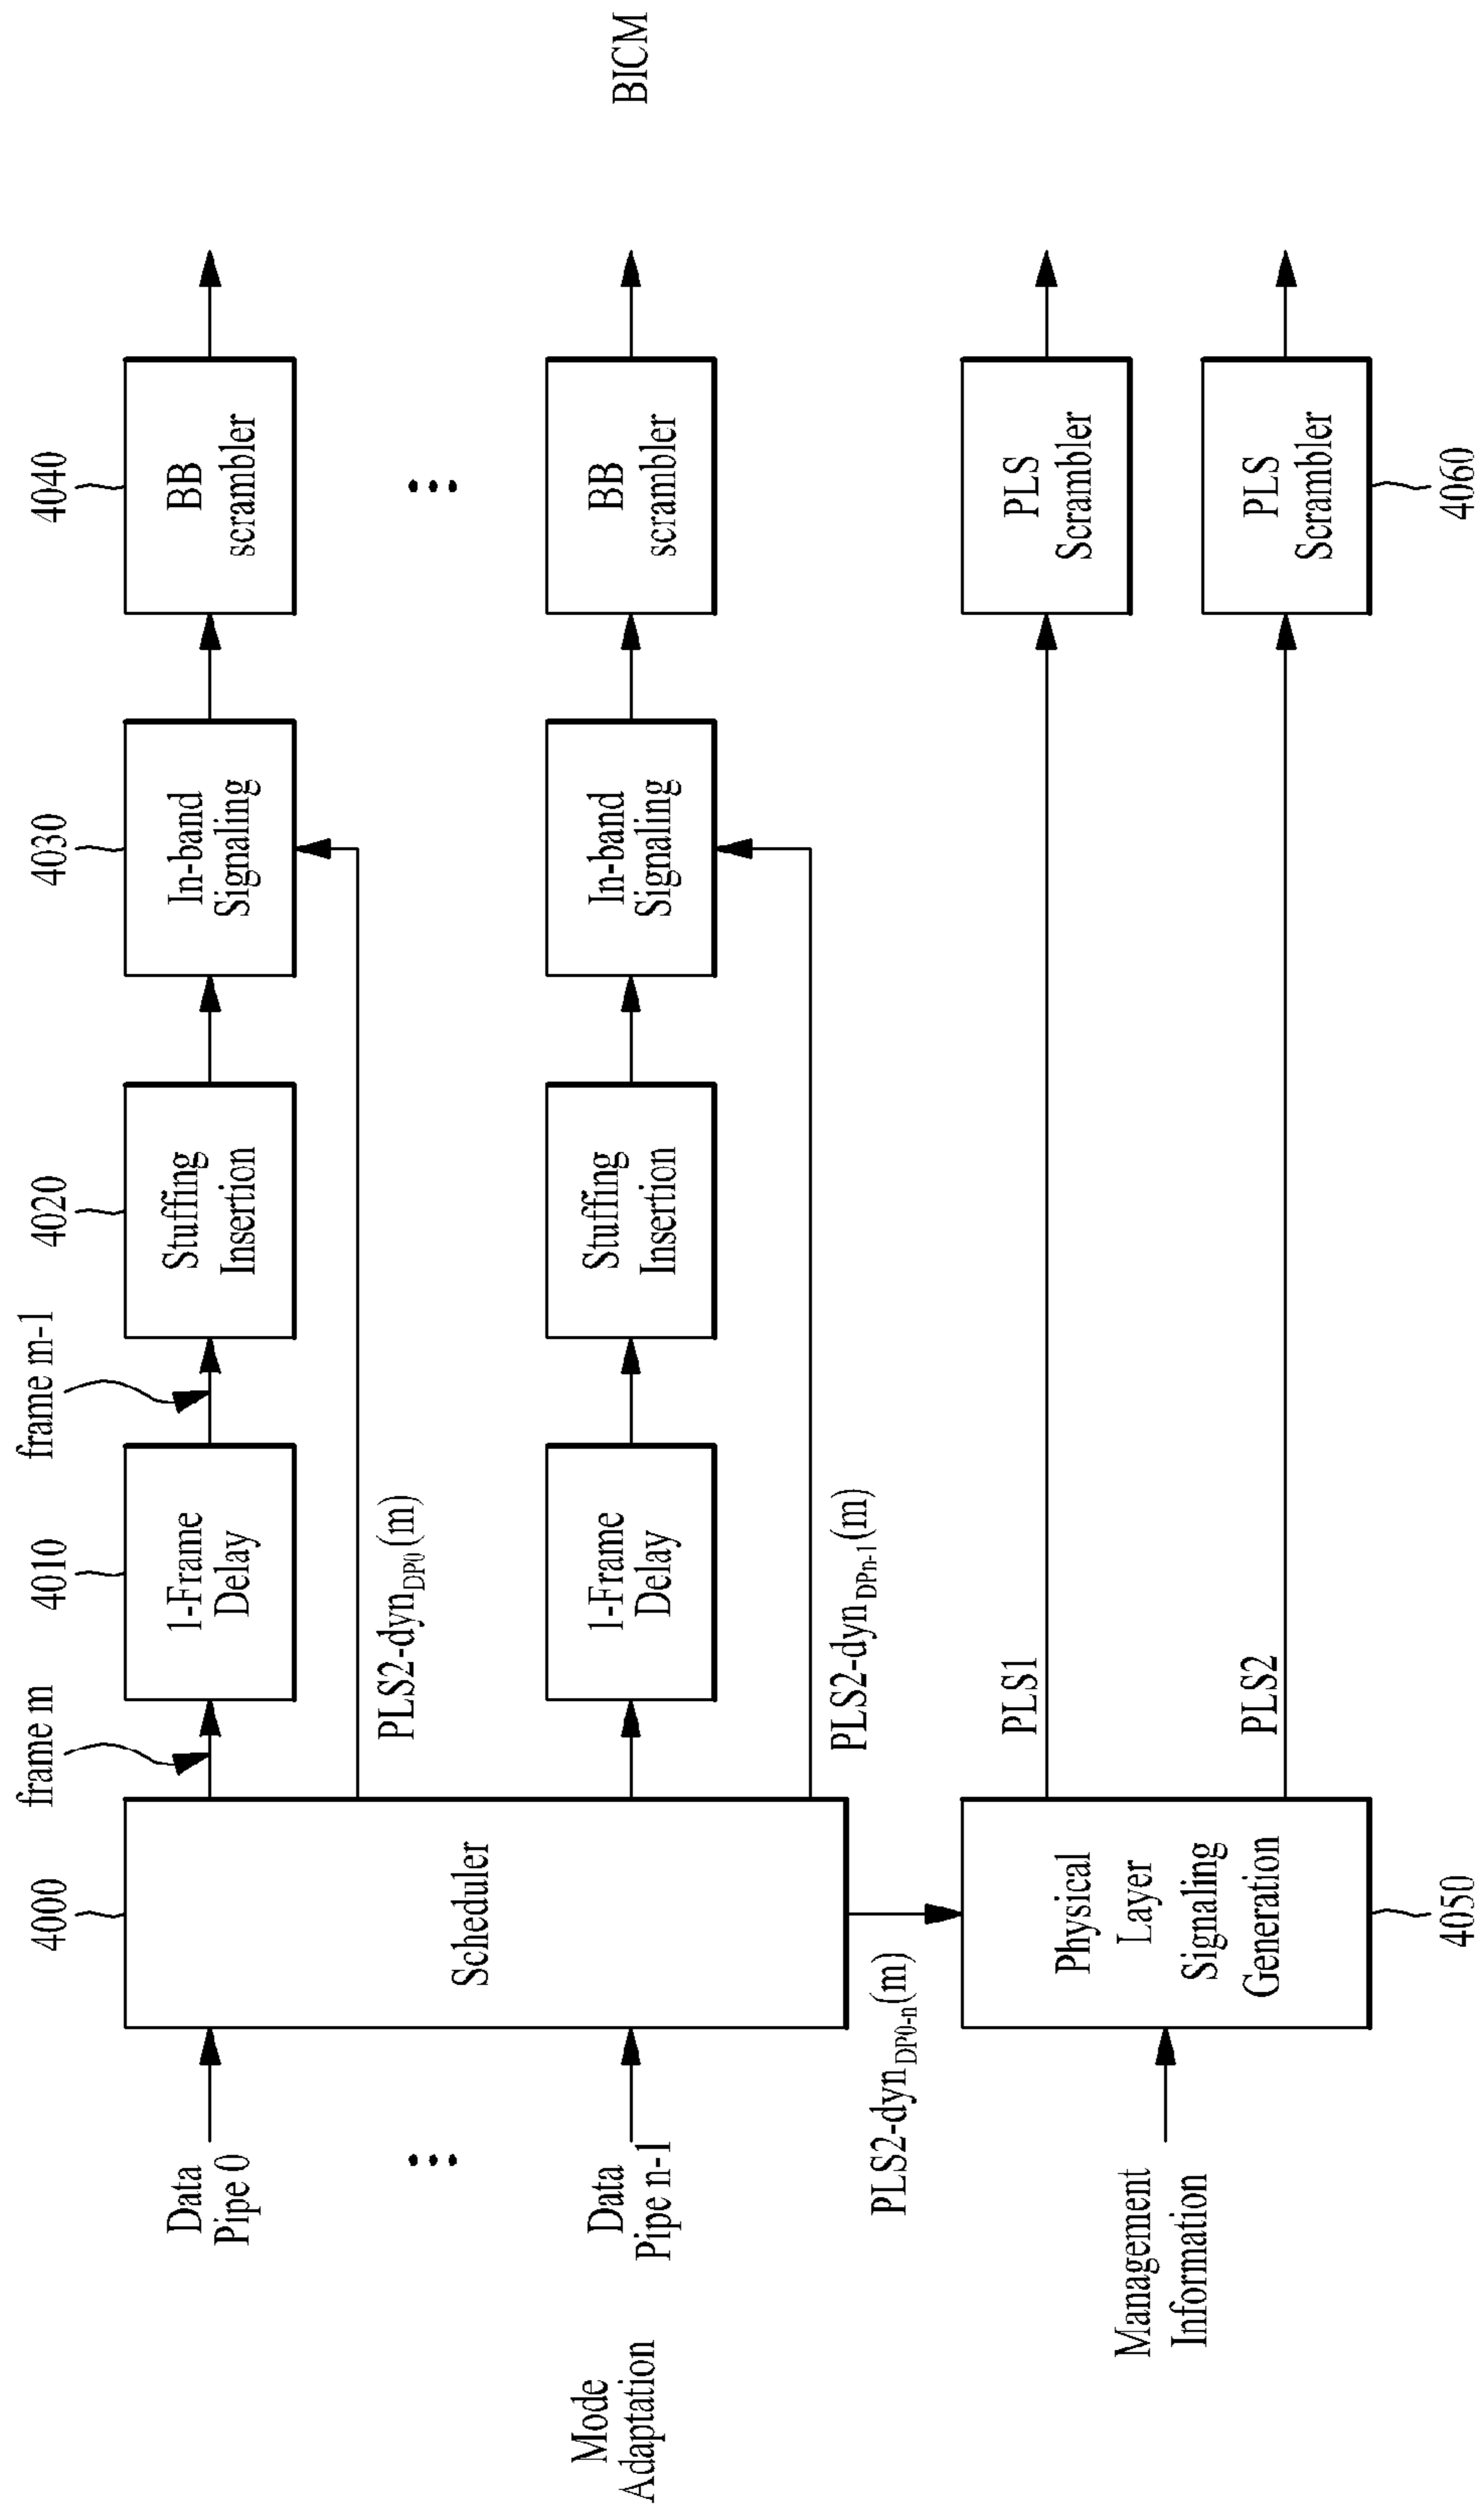 4000
frame m
4010
frame m-1
4020
4030
4040
Data
Pipe 0
Scheduler
1-Frame
Delay
Stuffing
Insertion
In-band
Signaling
BB
scrambler
PLS2-dynDP0(m)
Mode
Adaptation
Data
Pipe n-1
1-Frame
Delay
Stuffing
Insertion
In-band
Signaling
BB
scrambler
BICM
PLS2-dynDPn-1(m)
PLS2-dynDP0-n(m)
Management
Information
Physical
Layer
Signaling
Generation
PLS1
PLS
Scrambler
PLS2
PLS
Scrambler
4050
4060